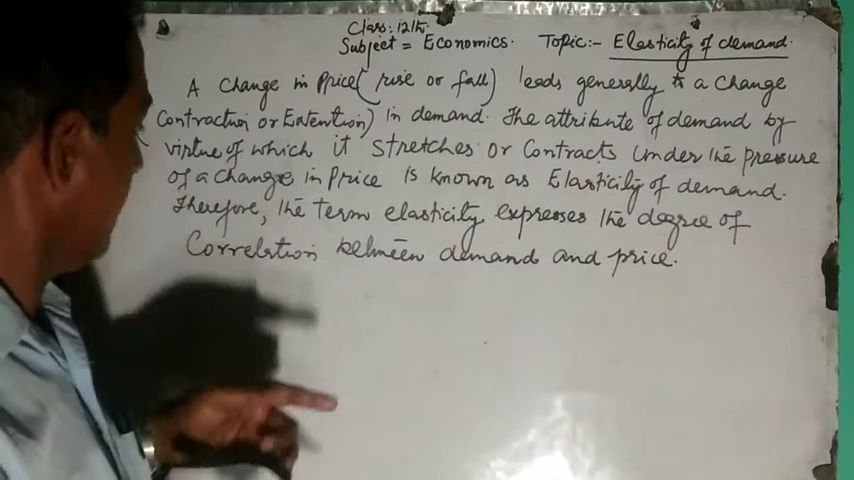 Class: 12th
Subject = Economics. Topic:- Elasticity of demand.
A change in Price( rise or fall) leads generally to a change
Contraction or Extention) in demand. The attribute of demand by
virtue of which it stretches or contracts under the pressure
of a change in Price is known as Elasticity of demand.
Therefore, the term elasticity expresses the degree of
Correlation between demand and price.